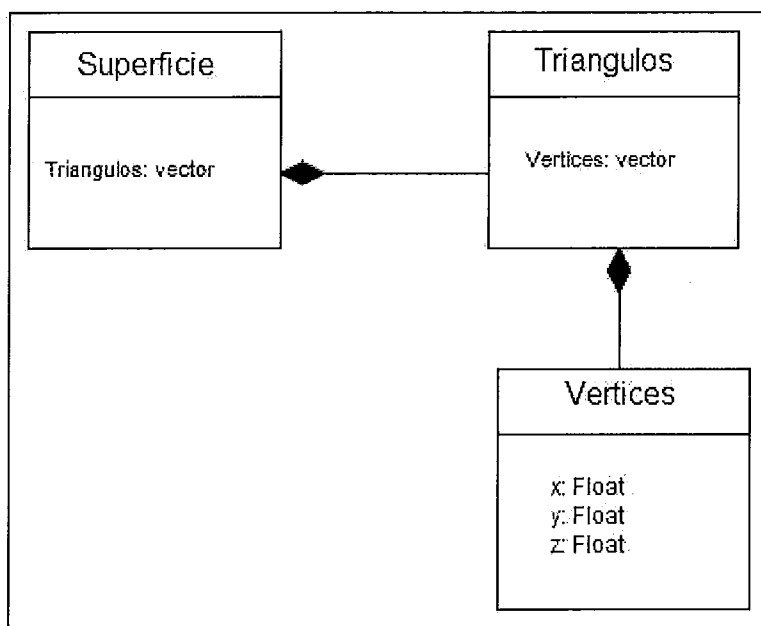 Superficie
Triangulos: vector
Triangulos
Vertices: vector
Vertices
x: Float
y: Float
z: Float